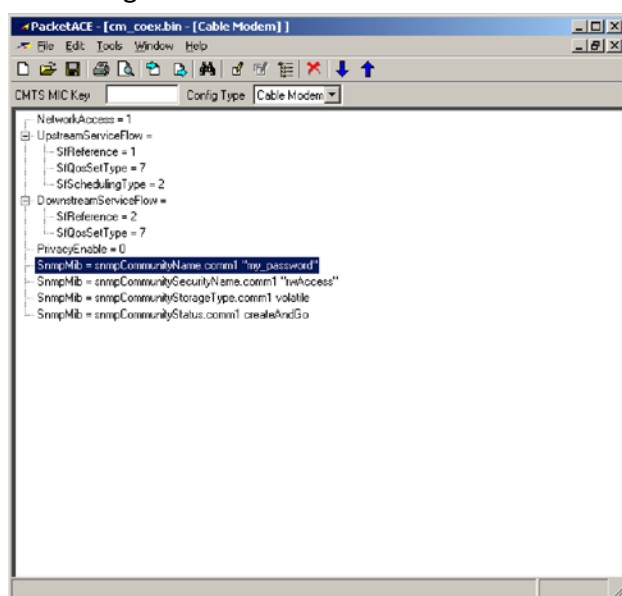 PacketACE - [cm_coex.bin - [Cable Modem] ]
File Edit Tools Window Help
CMTS MIC Key Config Type Cable Modem
NetworkAccess = 1
UpstreamServiceFlow =
SfReference = 1
SfQosSetType = 7
SfSchedulingType = 2
DownstreamServiceFlow =
SfReference = 2
SfQosSetType = 7
PrivacyEnable = 0
SnmpMib = snmpCommunityName.comm1 "my_password"
SnmpMib = snmpCommunitySecurityName.comm1 "rwAccess"
SnmpMib = snmpCommunityStorageType.comm1 volatile
SnmpMib = snmpCommunityStatus.comm1 createAndGo